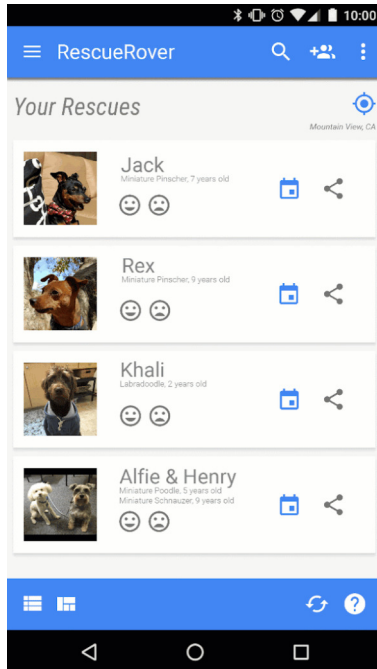 10:00
RescueRover
Your Rescues
Mountain View, CA
Jack
Miniature Pinscher, 7 years old
Rex
Miniature Pinscher, 9 years old
Khali
Labradoodle, 2 years old
Alfie & Henry
Miniature Poodle, 5 years old
Miniature Schnauzer, 9 years old